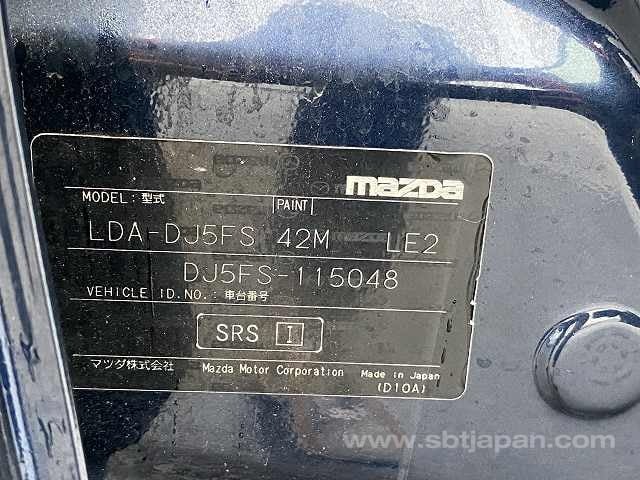 mazda
MODEL: 型式 PAINT
LDA-DJ5FS 42M LE2
DJ5FS-115048
VEHICLE ID.NO.: 車台番号
SRS I
マツダ株式会社 Mazda Motor Corporation Made in Japan
(D10A)
www.sbtjapan.com